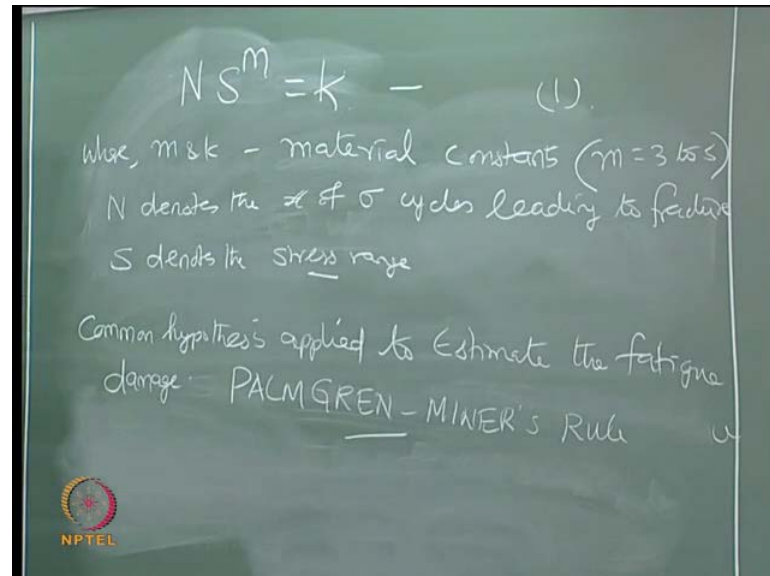 N S^m = k - (1).
where, m & k - material constants (m = 3 to 5)
N denotes the # of σ cycles leading to fracture
S denotes the stress range
Common hypothesis applied to Estimate the fatigue
damage. PALMGREN - MINER'S Rule
NPTEL